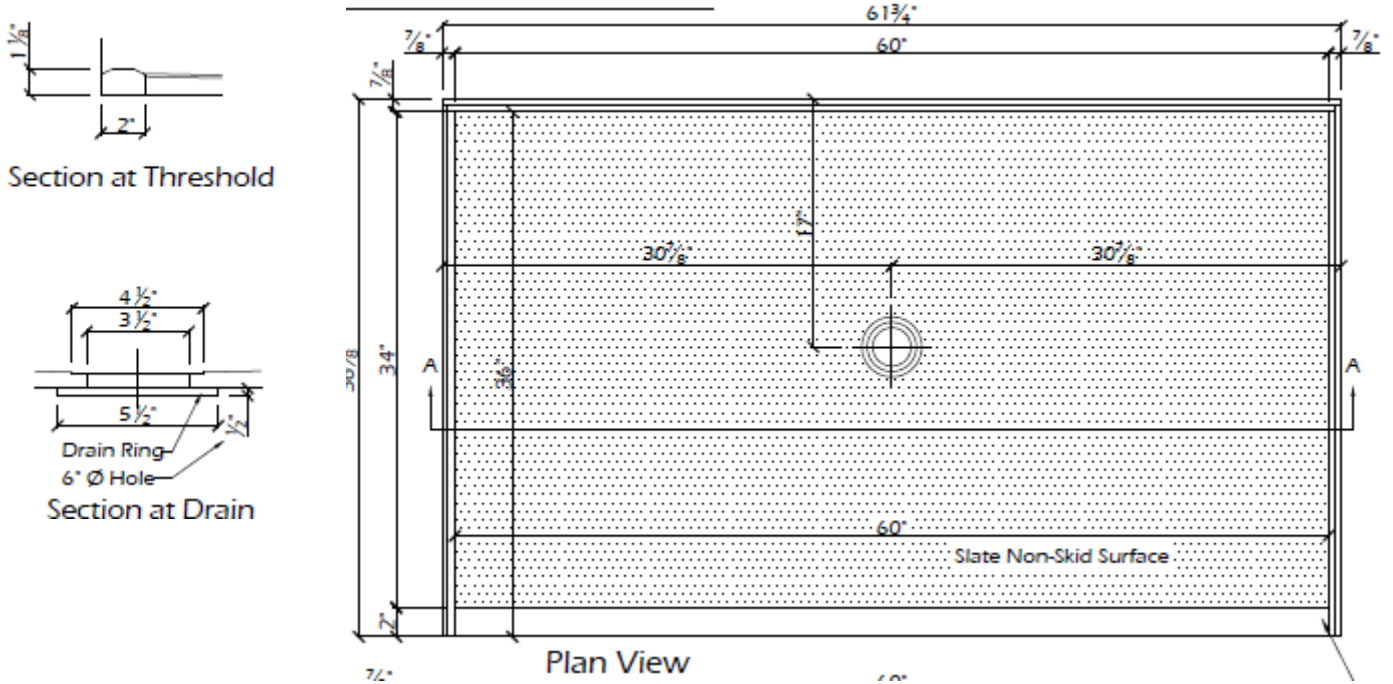 61¾"
⅞" 60" ⅞"
1⅛"
⅞"
2"
Section at Threshold
17"
30⅞" 30⅞"
4½"
3½"
34"
36"
A A
5½"
½"
Drain Ring
6" Ø Hole
Section at Drain
60"
Slate Non-Skid Surface
2"
Plan View